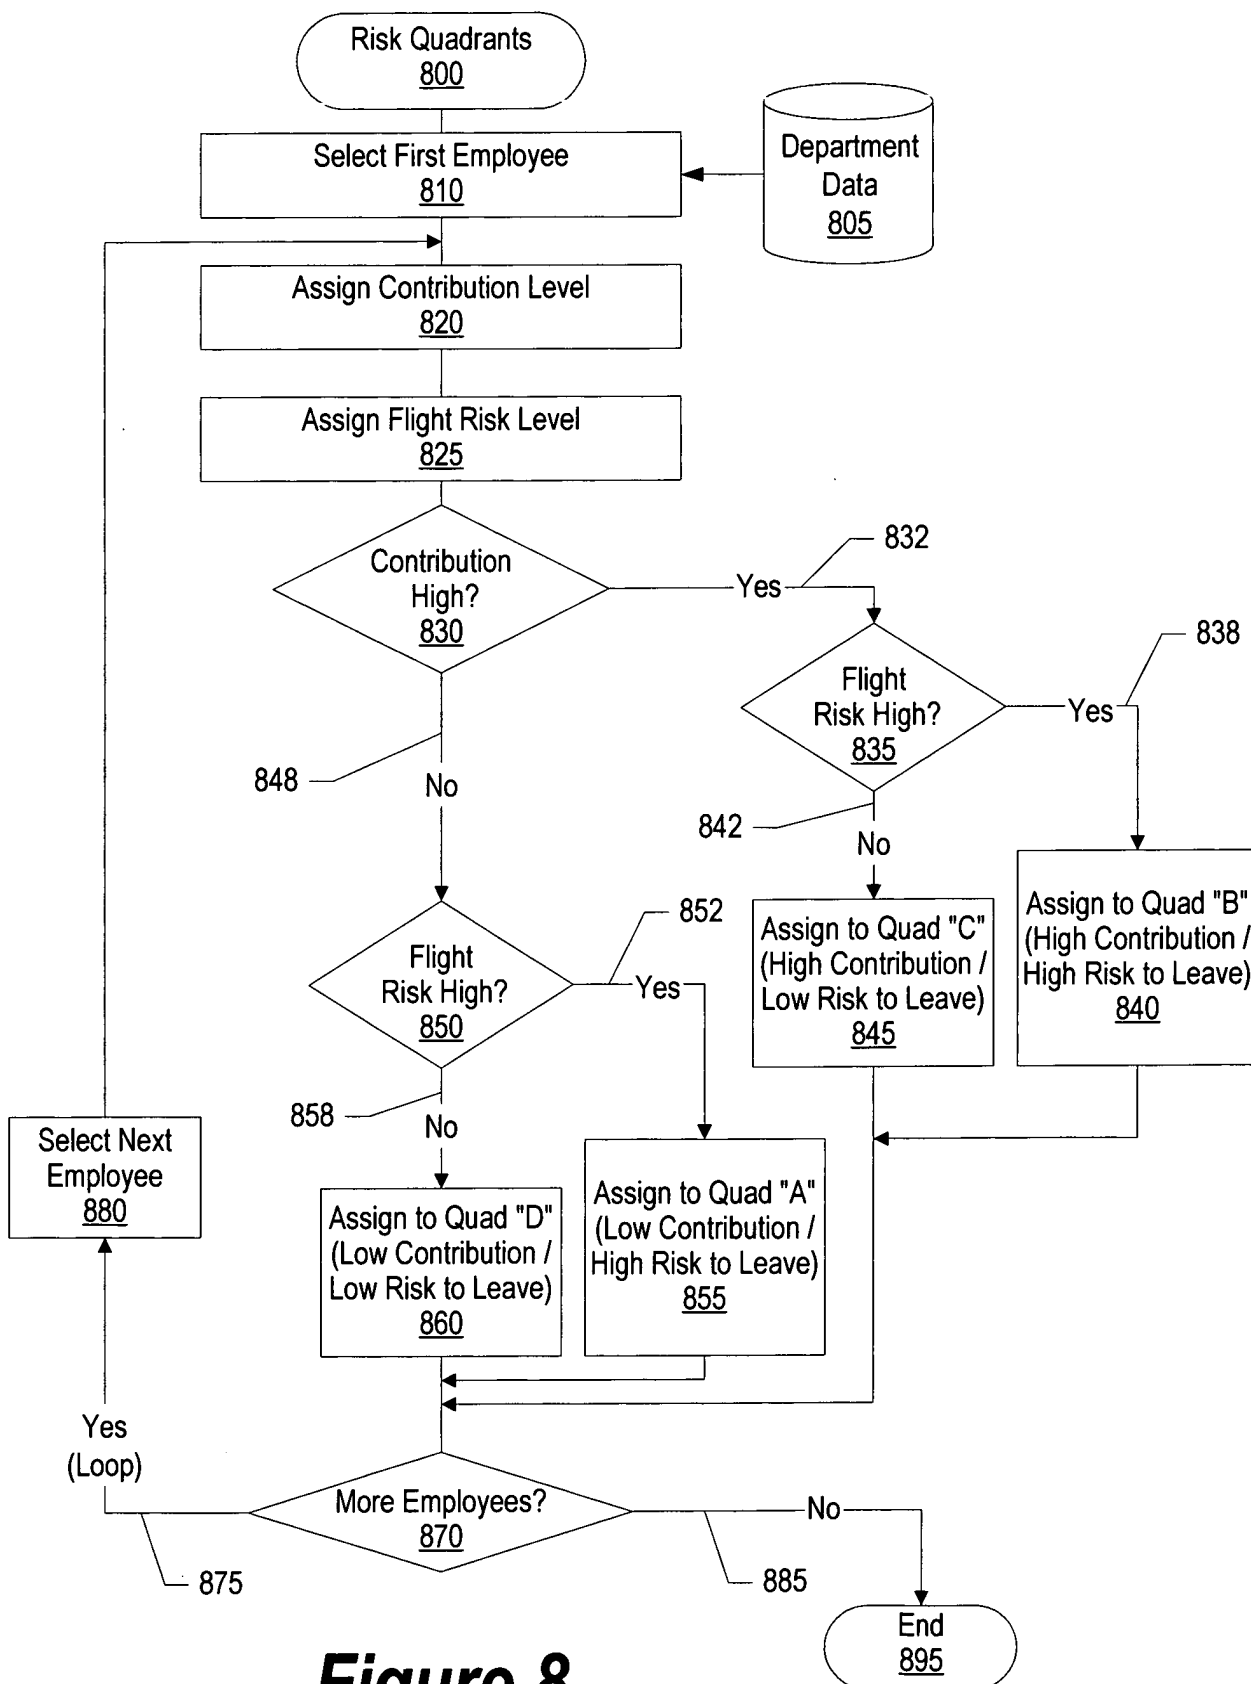 Risk Quadrants
800
Select First Employee
810
Department
Data
805
Assign Contribution Level
820
Assign Flight Risk Level
825
Contribution
High?
830
Yes
832
Flight
Risk High?
835
Yes
838
848
No
842
No
Assign to Quad "C"
(High Contribution /
Low Risk to Leave)
845
Assign to Quad "B"
(High Contribution /
High Risk to Leave)
840
Flight
Risk High?
850
852
Yes
858
No
Select Next
Employee
880
Assign to Quad "D"
(Low Contribution /
Low Risk to Leave)
860
Assign to Quad "A"
(Low Contribution /
High Risk to Leave)
855
Yes
(Loop)
More Employees?
870
No
875
885
End
895
Figure 8